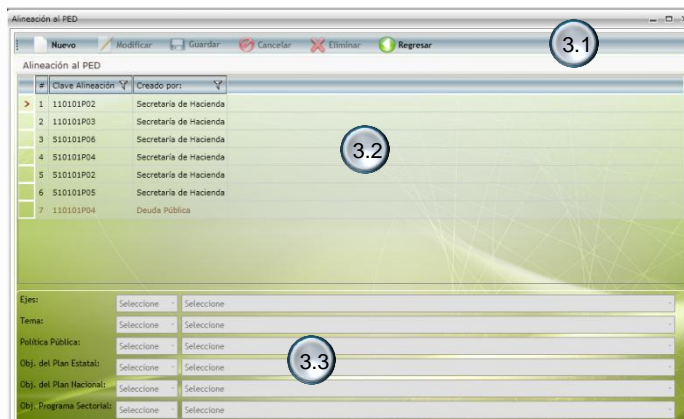 Alineación al PED
Nuevo Modificar Guardar Cancelar Eliminar Regresar
3.1
Alineación al PED
# Clave Alineación Creado por:
1 110101P02 Secretaría de Hacienda
2 110101P03 Secretaría de Hacienda
3 510101P06 Secretaría de Hacienda
4 510101P04 Secretaría de Hacienda
5 510101P02 Secretaría de Hacienda
6 510101P05 Secretaría de Hacienda
7 110101P04 Deuda Pública
3.2
Ejes: Seleccione Seleccione
Tema: Seleccione Seleccione
Política Pública: Seleccione Seleccione
Obj. del Plan Estatal: Seleccione Seleccione
Obj. del Plan Nacional: Seleccione Seleccione
Obj. Programa Sectorial: Seleccione Seleccione
3.3